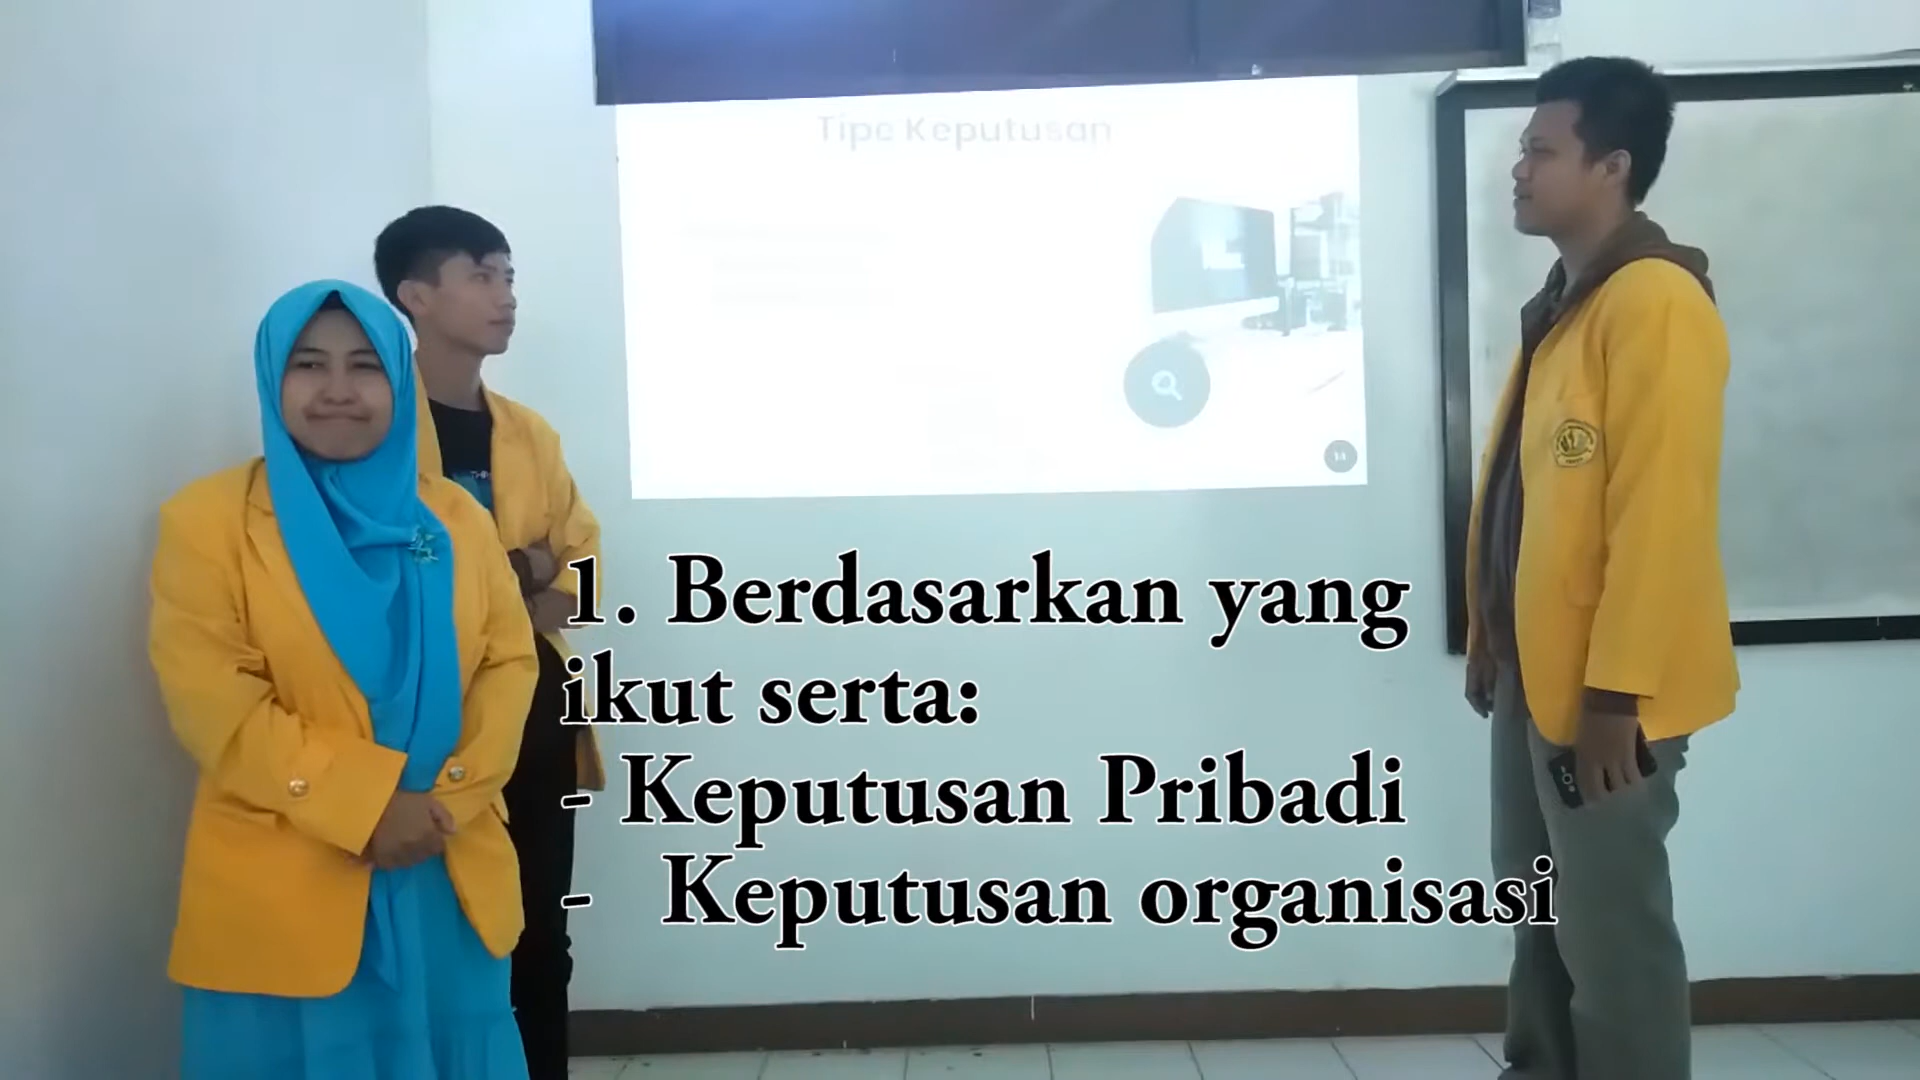 Tipe Keputusan
1. Berdasarkan yang
ikut serta:
- Keputusan Pribadi
- Keputusan organisasi